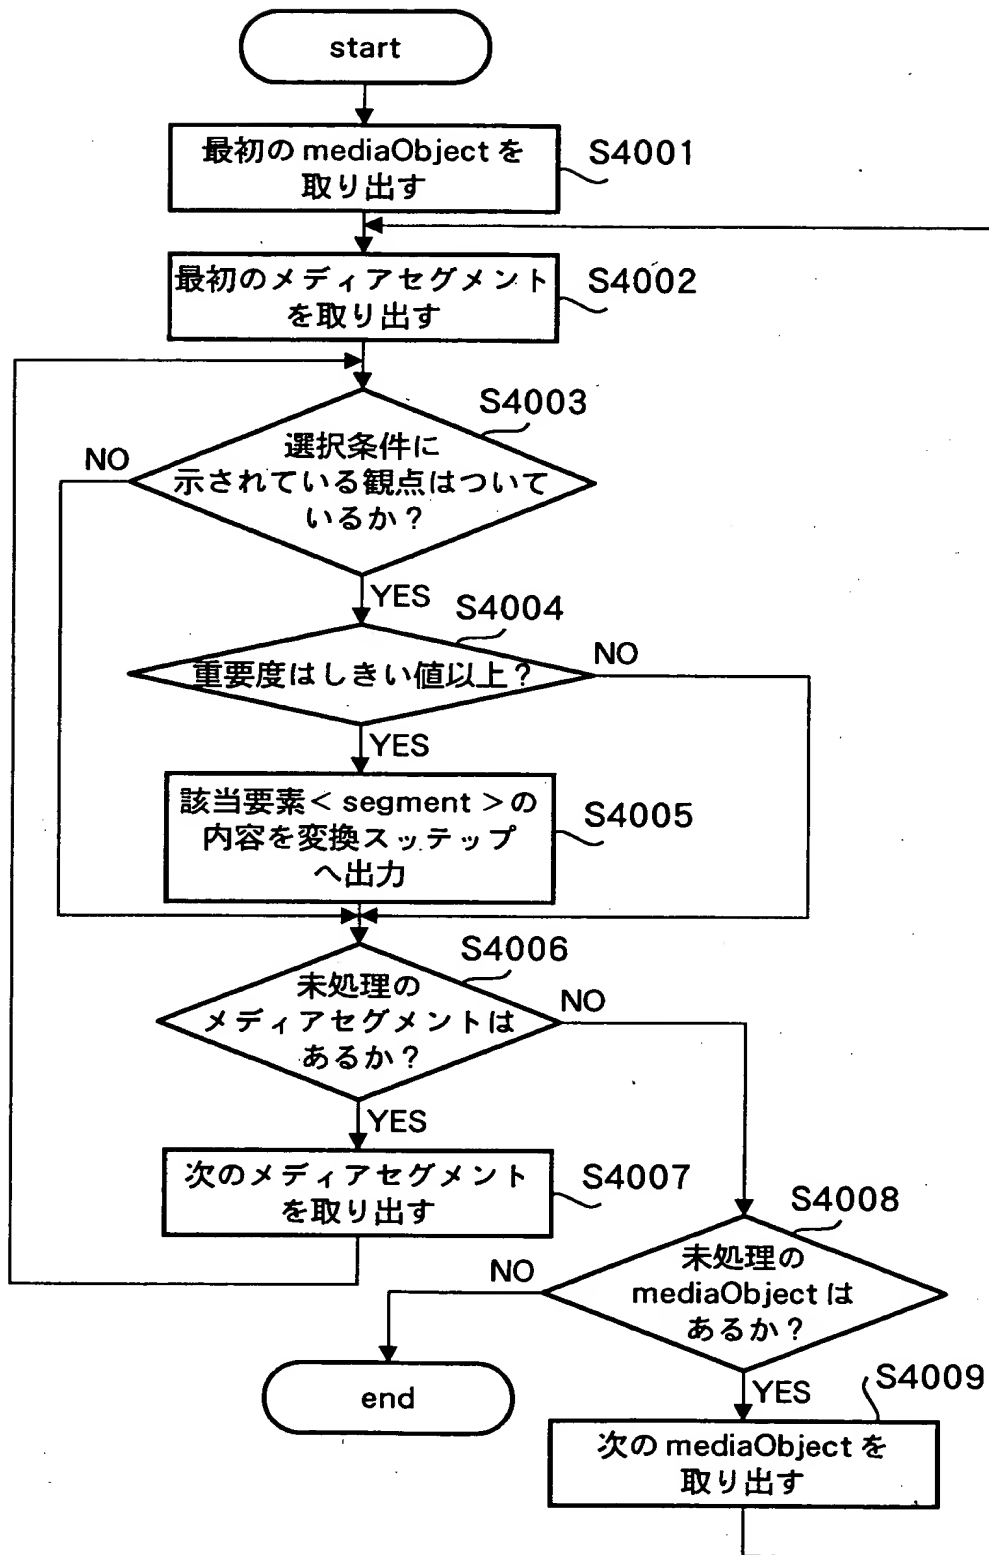 start
最初の mediaObject を
取り出す
S4001
最初のメディアセグメント
を取り出す
S4002
S4003
NO
選択条件に
示されている観点はついて
いるか？
YES
S4004
重要度はしきい値以上？
NO
YES
該当要素＜ segment ＞の
内容を変換スッテップ
へ出力
S4005
S4006
未処理の
メディアセグメントは
あるか？
NO
YES
次のメディアセグメント
を取り出す
S4007
S4008
未処理の
mediaObject は
あるか？
NO
end
YES
S4009
次の mediaObject を
取り出す